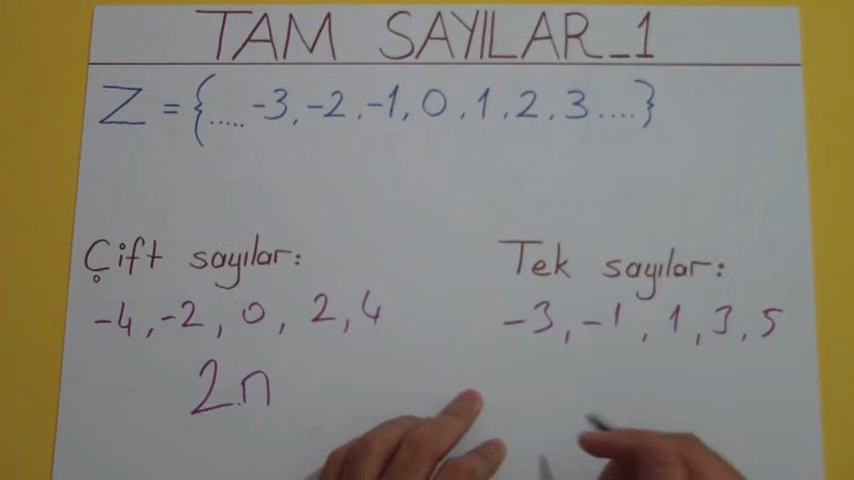 TAM SAYILAR_1
Z = {..... -3, -2, -1, 0, 1, 2, 3 ....}
Çift sayılar:
-4, -2, 0, 2, 4
2.n
Tek sayılar:
-3, -1, 1, 3, 5